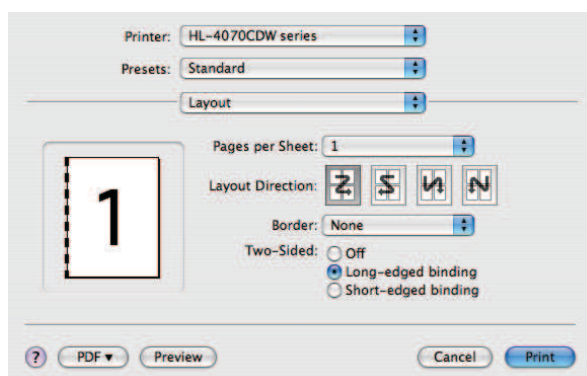 Printer: HL-4070CDW series
Presets: Standard
Layout
Pages per Sheet: 1
Layout Direction:
Border: None
Two-Sided: Off
Long-edged binding
Short-edged binding
1
? PDF▼ Preview Cancel Print